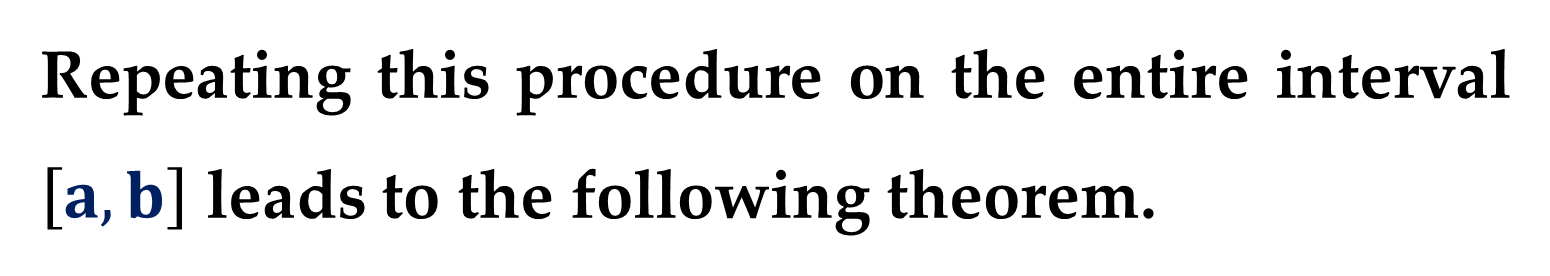 Repeating this procedure on the entire interval
[a, b] leads to the following theorem.